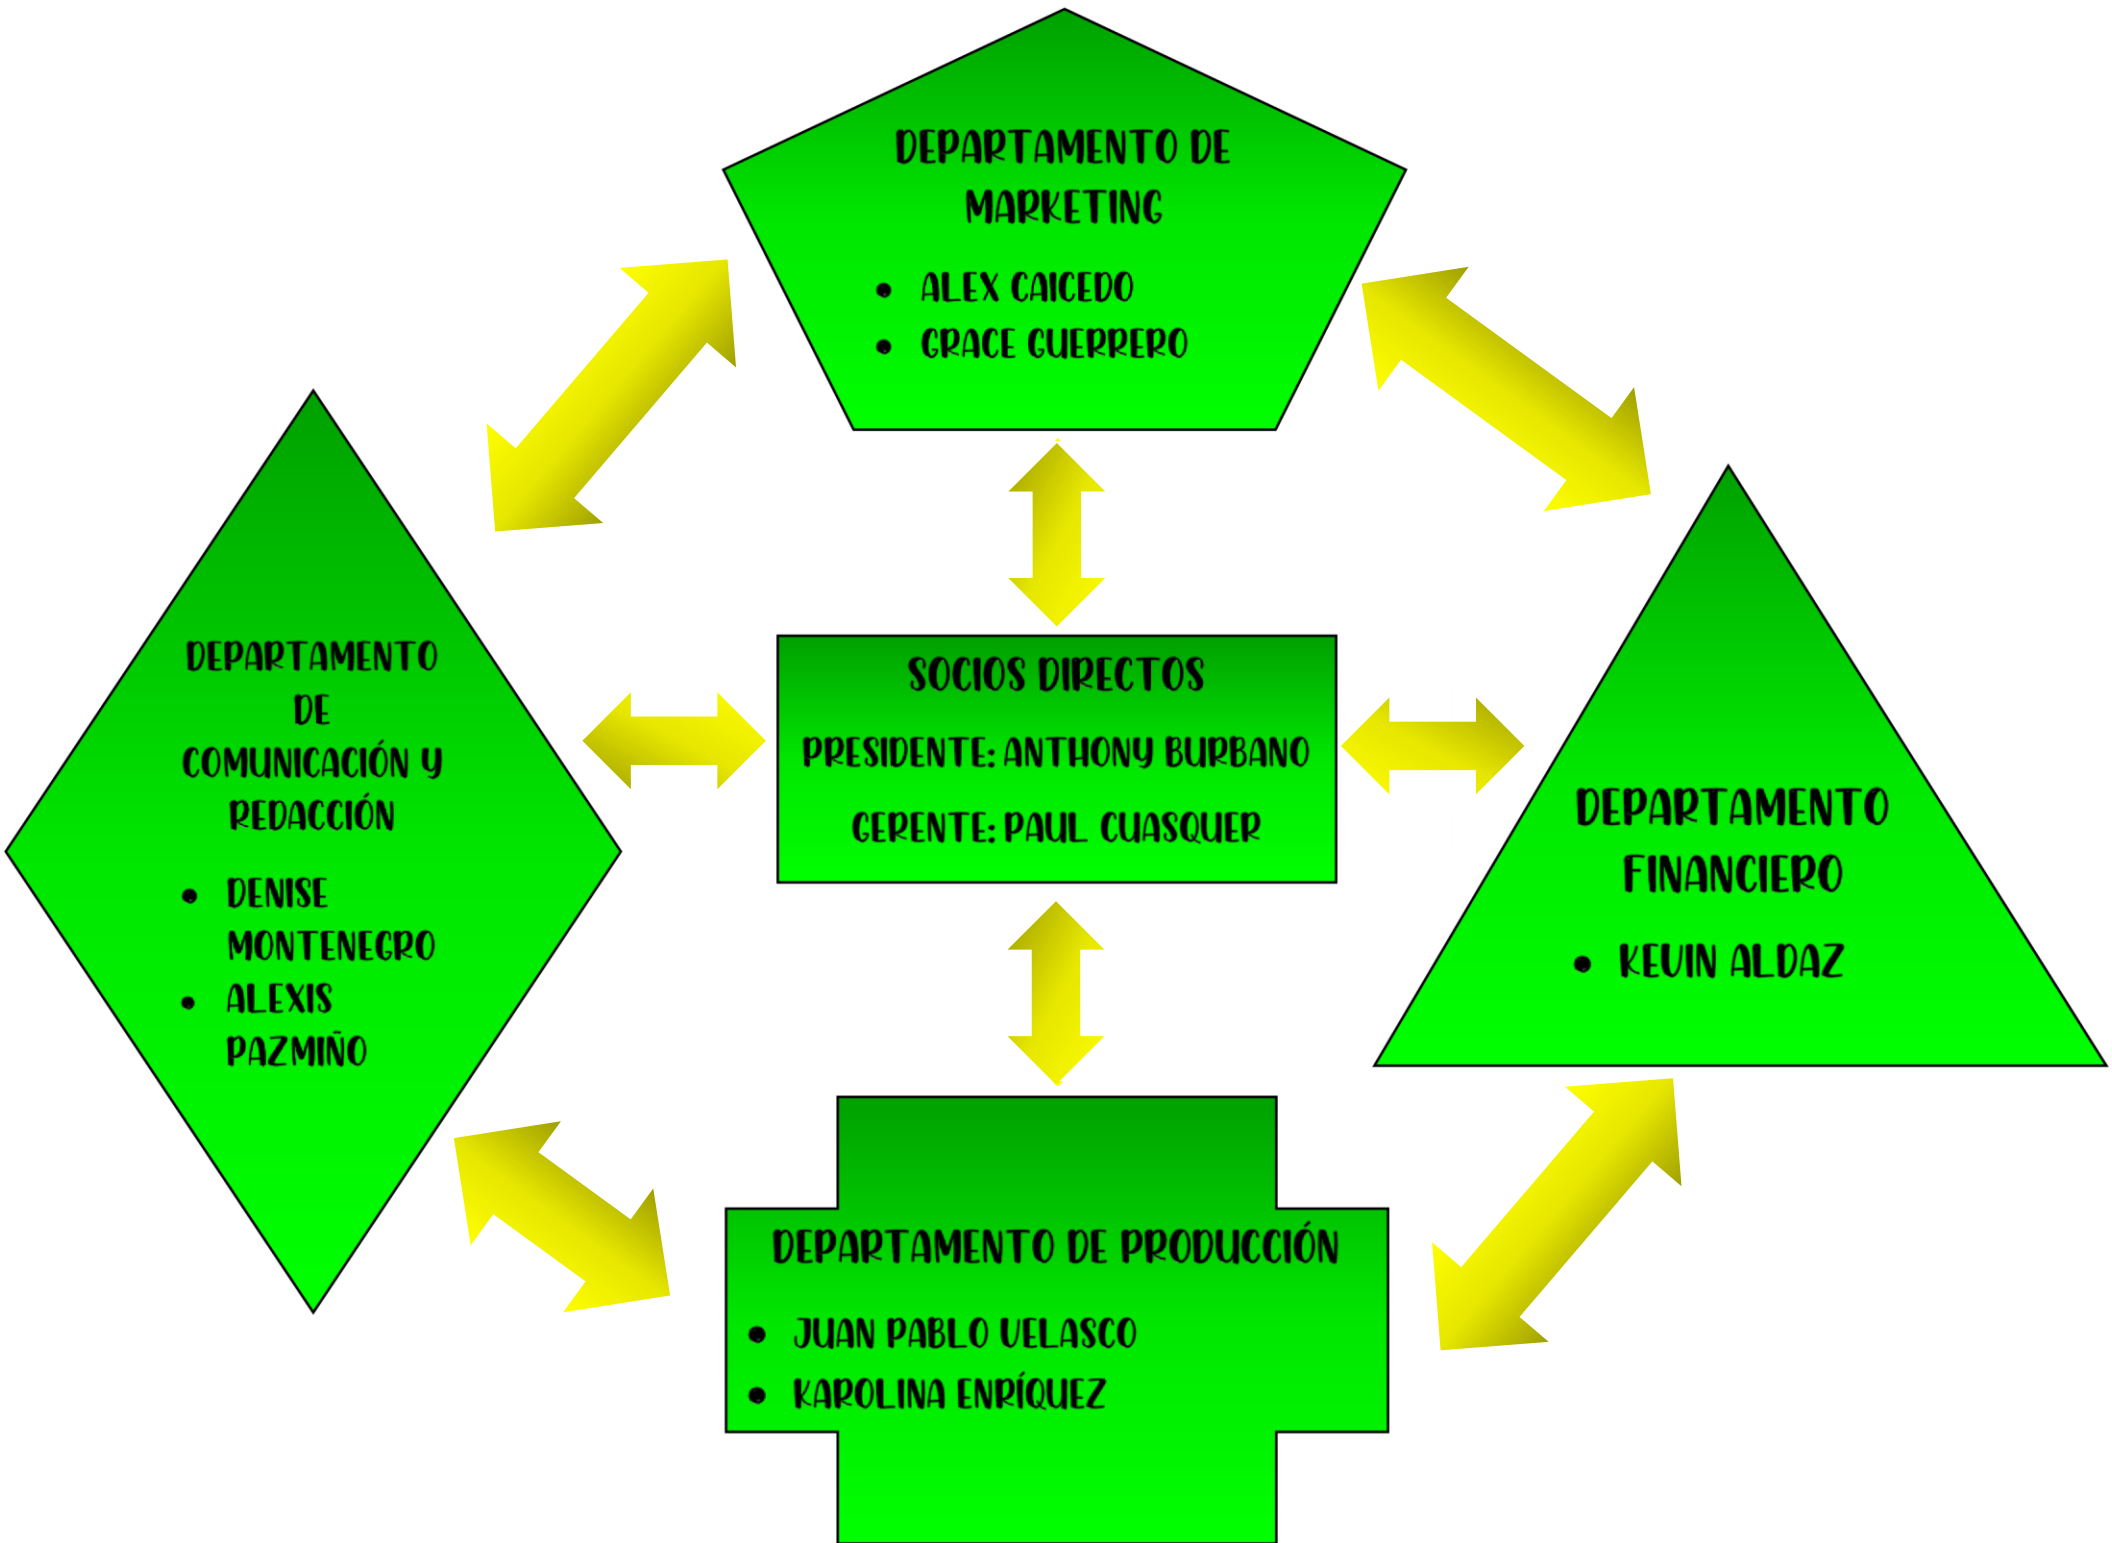 DEPARTAMENTO DE
MARKETING
• ALEX CAICEDO
• GRACE GUERRERO
DEPARTAMENTO
DE
COMUNICACIÓN Y
REDACCIÓN
• DENISE
MONTENEGRO
• ALEXIS
PAZMIÑO
SOCIOS DIRECTOS
PRESIDENTE: ANTHONY BURBANO
GERENTE: PAUL CUASQUER
DEPARTAMENTO
FINANCIERO
• KEVIN ALDAZ
DEPARTAMENTO DE PRODUCCIÓN
• JUAN PABLO VELASCO
• KAROLINA ENRÍQUEZ